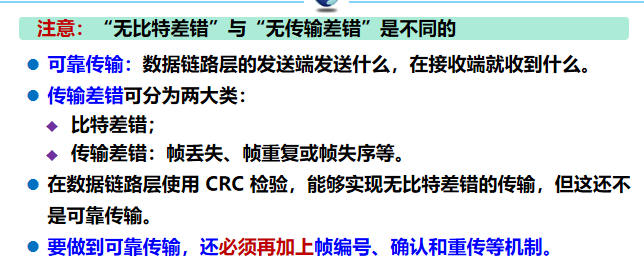 注意：“无比特差错”与“无传输差错”是不同的
可靠传输：数据链路层的发送端发送什么，在接收端就收到什么。
传输差错可分为两大类：
比特差错；
传输差错：帧丢失、帧重复或帧失序等。
在数据链路层使用 CRC 检验，能够实现无比特差错的传输，但这还不
是可靠传输。
要做到可靠传输，还必须再加上帧编号、确认和重传等机制。